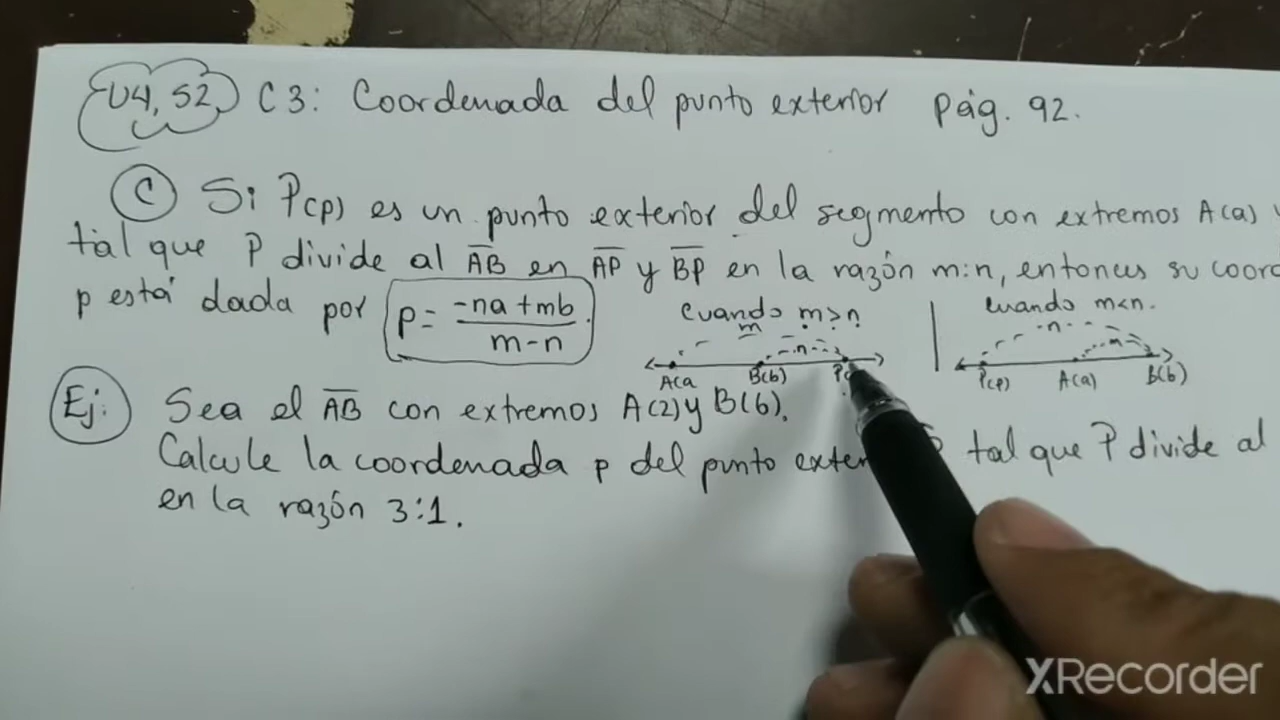 U4, S2 C3: Coordenada del punto exterior Pág. 92.
C Si P(p) es un punto exterior del segmento con extremos A(a) y
tal que P divide al AB en AP y BP en la razón m:n, entonces su coord
p está dada por p = -na + mb / m - n
cuando m > n
m
n
A(a B(b) P(
cuando m < n.
n
m
P(p) A(a) B(b)
Ej: Sea el AB con extremos A(2) y B(6).
Calcule la coordenada p del punto exter tal que P divide al
en la razón 3:1.
XRecorder